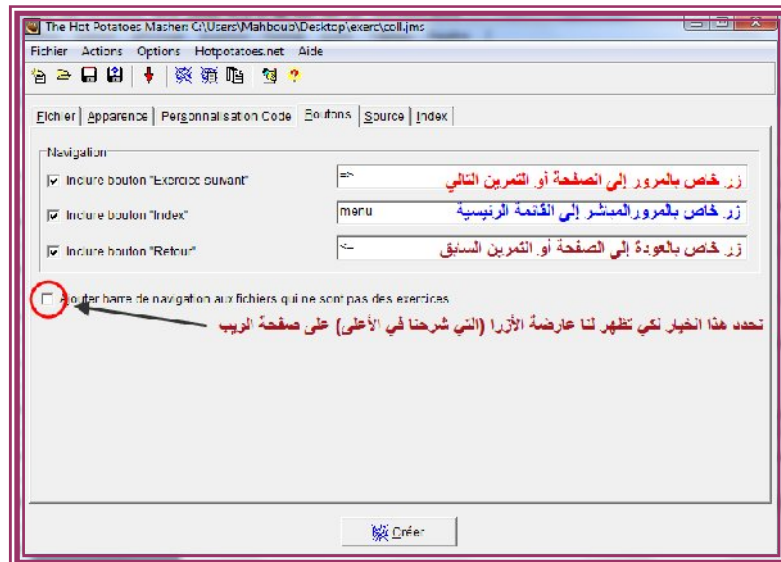 The Hot Potatoes Masher: C:\Users\Mahboub\Desktop\exerc\coll.jms
Fichier Actions Options Hotpotatoes.net Aide
Fichier Apparence Personnalisation Code Boutons Source Index
Navigation
Inclure bouton "Exercice suivant" => زر خاص بالمرور إلى الصفحة أو التمرين التالي
Inclure bouton "Index" menu زر خاص بالمرور المباشر إلى القائمة الرئيسية
Inclure bouton "Retour" <= زر خاص بالعودة إلى الصفحة أو التمرين السابق
Ajouter barre de navigation aux fichiers qui ne sont pas des exercices
نحدد هذا الخيار لكي تظهر لنا عارضة الأزرا (التي شرحنا في الأعلى) على صفحة الويب
Créer